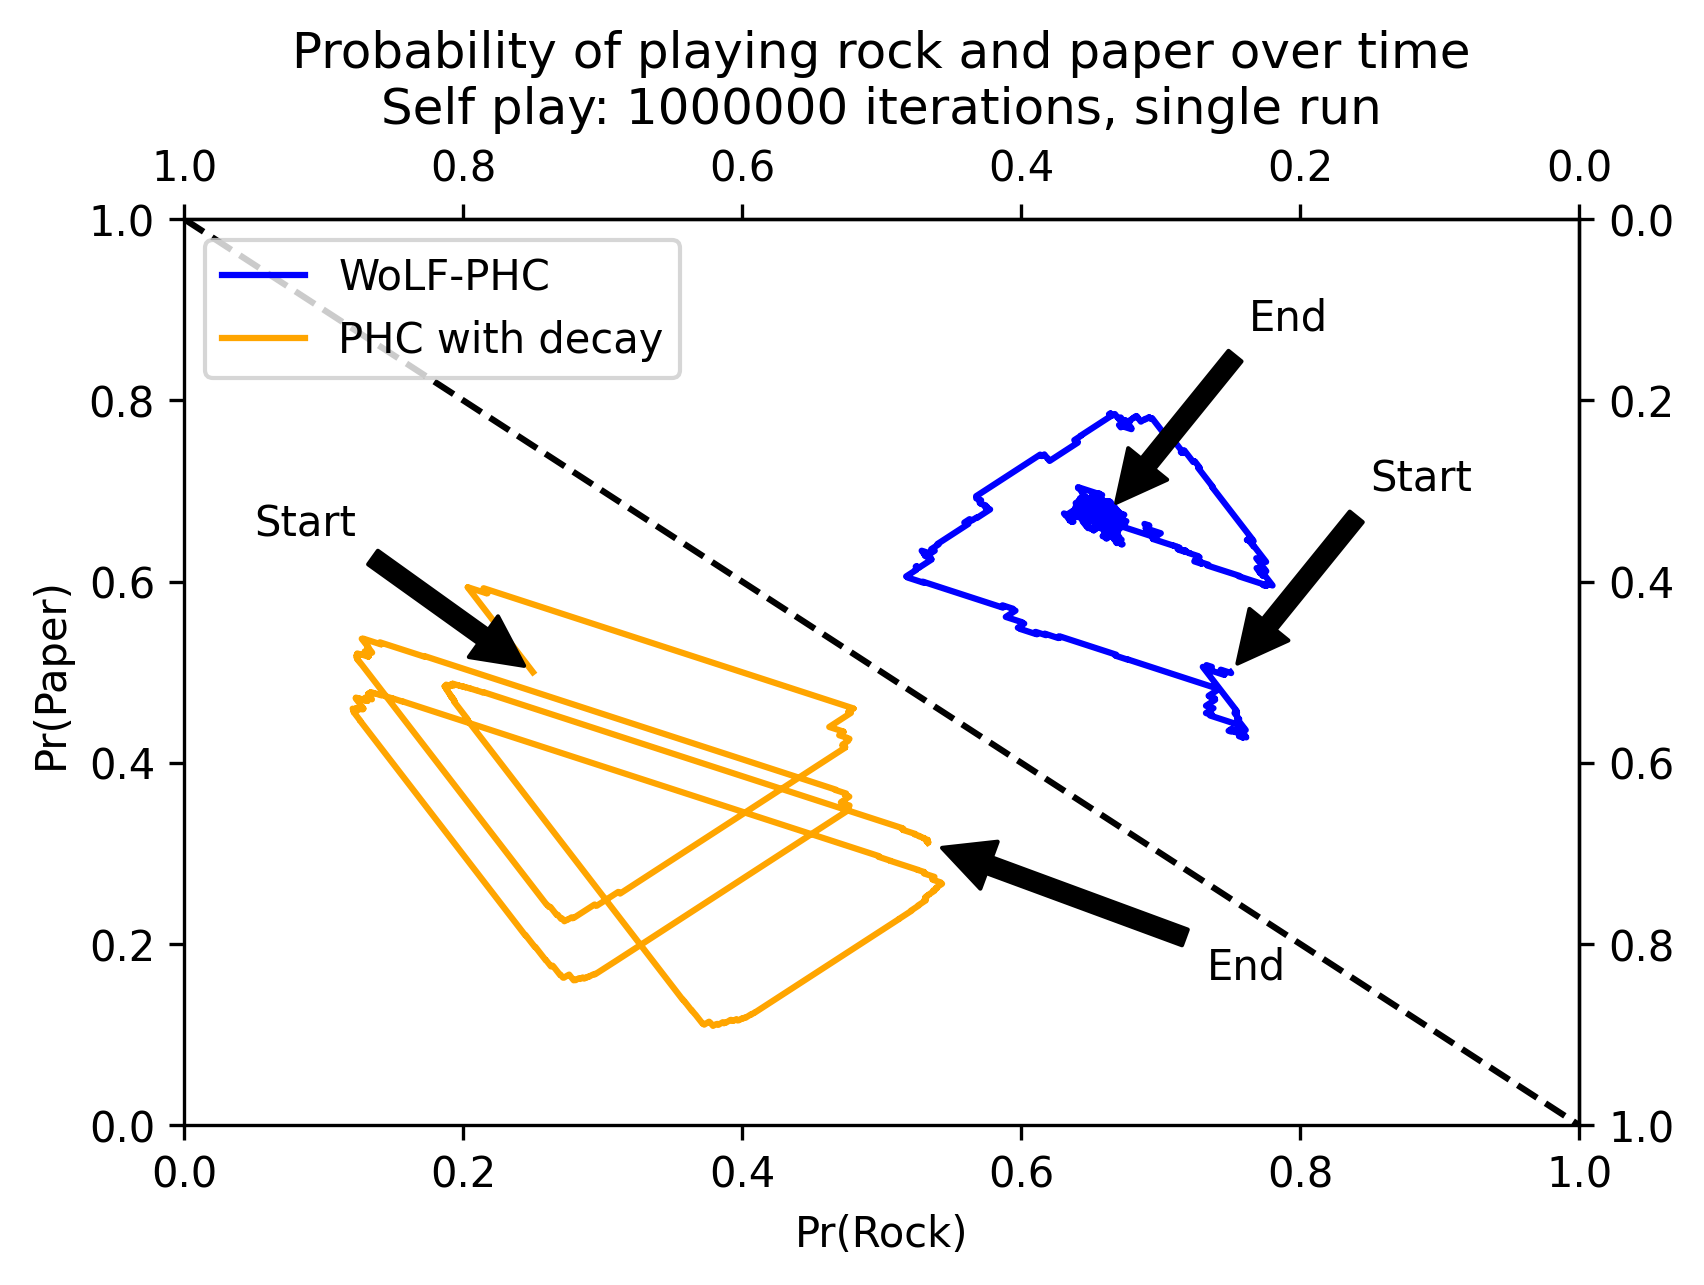 Probability of playing rock and paper over time
Self play: 1000000 iterations, single run
1.0 0.8 0.6 0.4 0.2 0.0
1.0 0.0
WoLF-PHC
PHC with decay
End
0.8 0.2
Start
Start
0.6 0.4
Pr(Paper)
0.4 0.6
End
0.2 0.8
0.0 1.0
0.0 0.2 0.4 0.6 0.8 1.0
Pr(Rock)